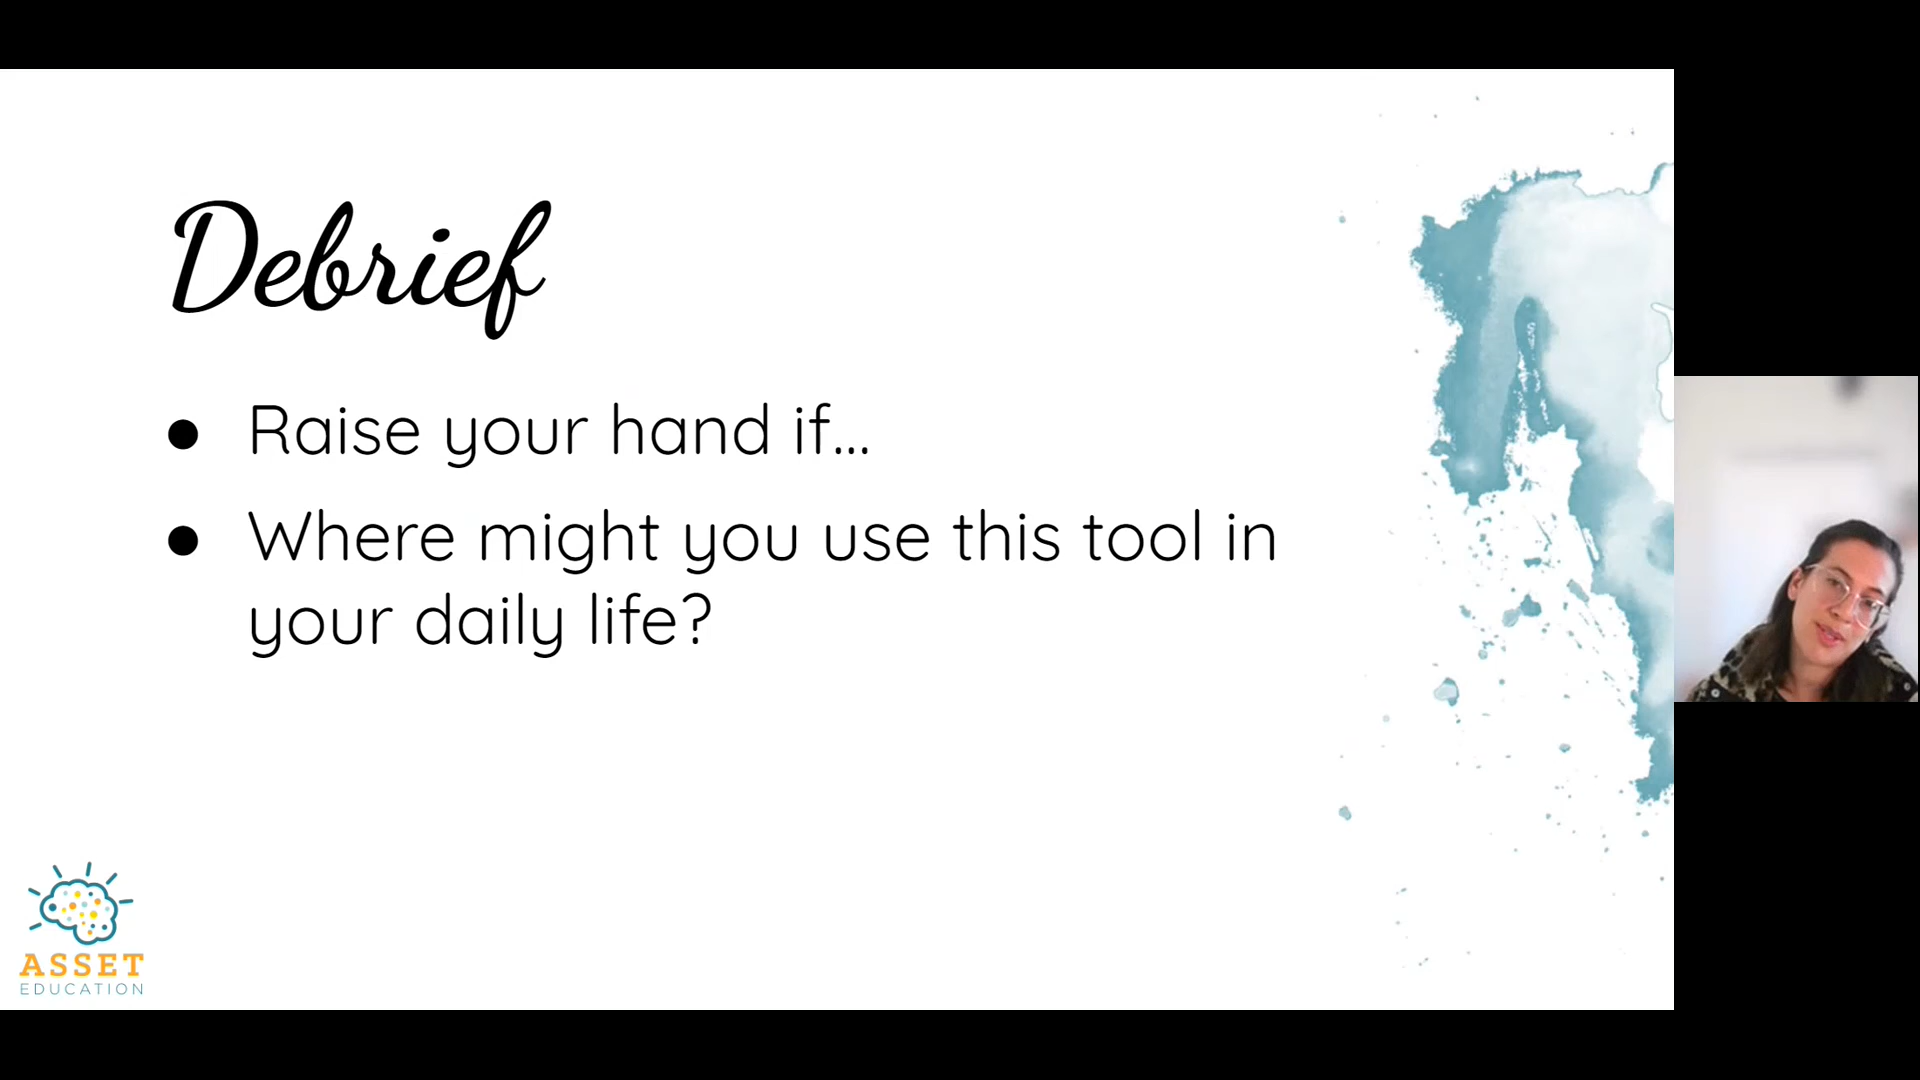 Debrief
● Raise your hand if...
● Where might you use this tool in
your daily life?
ASSET
EDUCATION